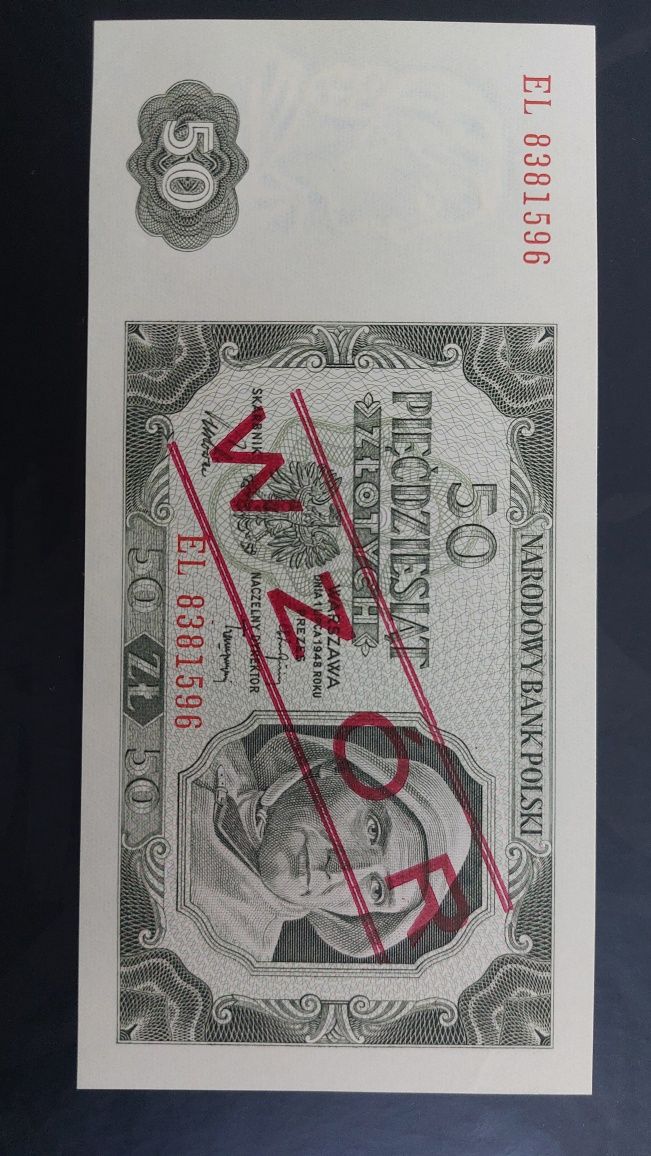 50
EL 8381596
NARODOWY BANK POLSKI
50
PIĘĆDZIESIĄT
ZŁOTYCH
WARSZAWA
DNIA 1 LIPCA 1948 ROKU
PREZES
SKARBNIK
NACZELNY DYREKTOR
EL 8381596
50 ZŁ 50
WZÓR